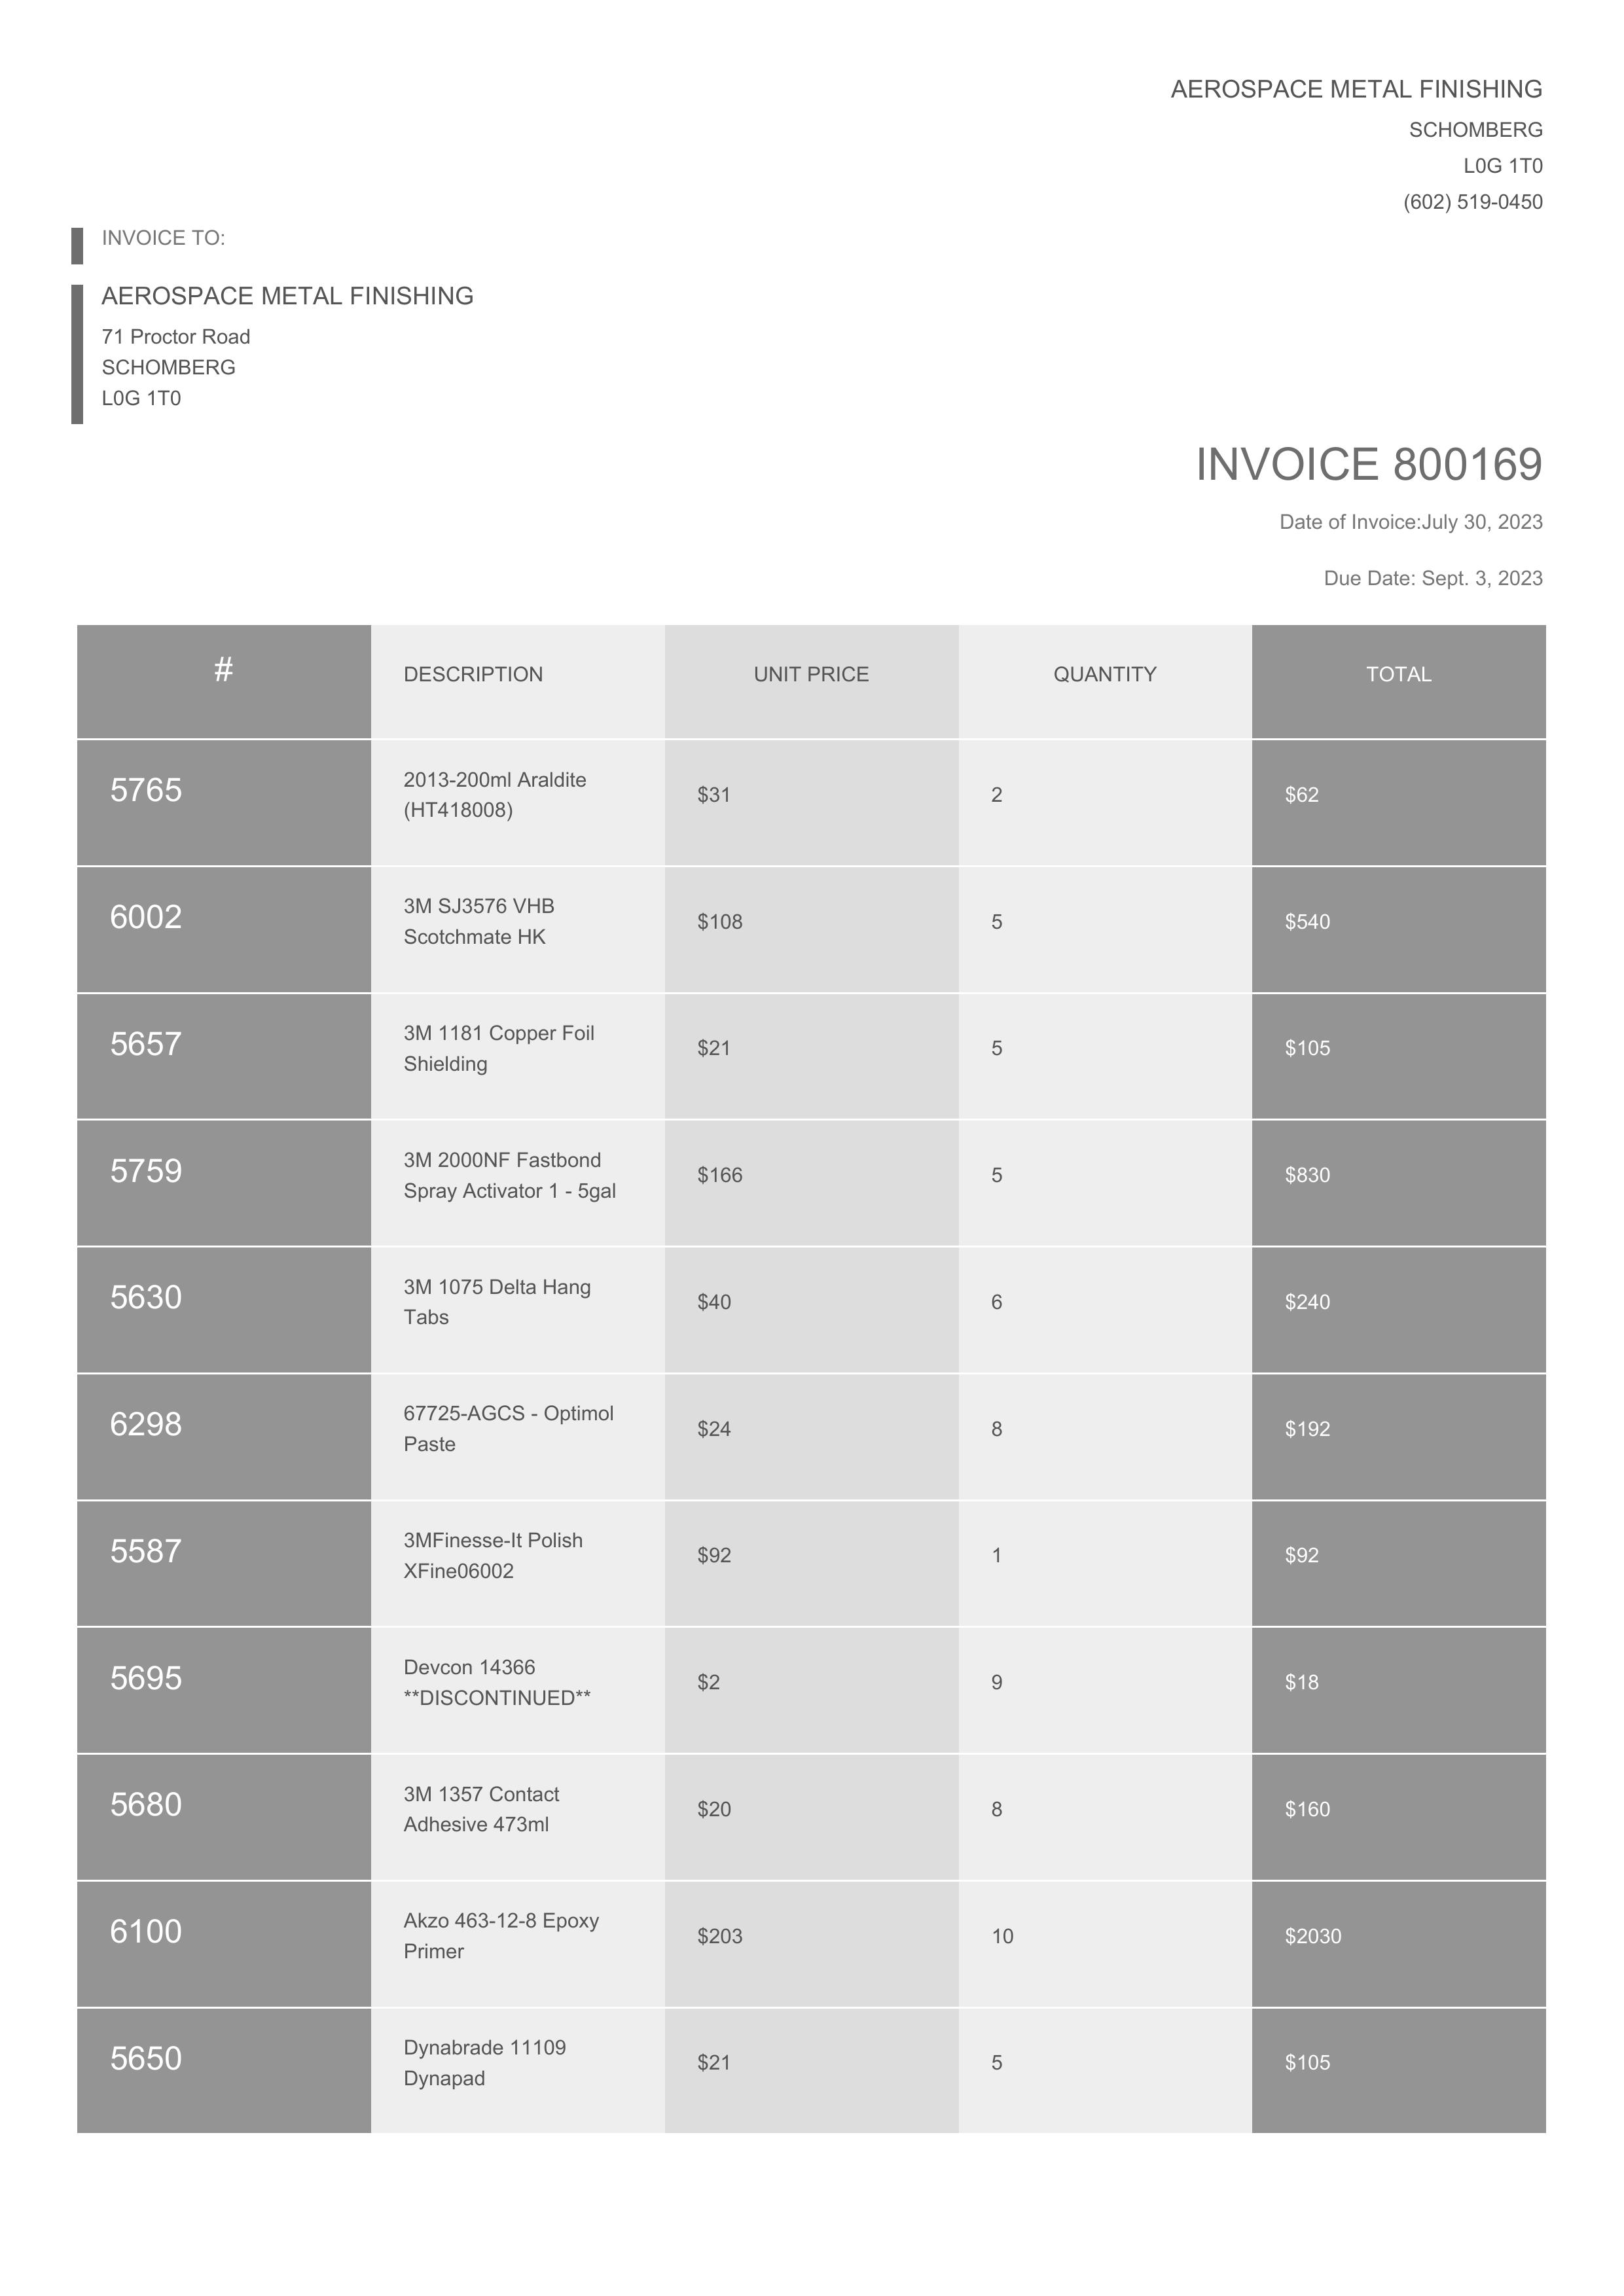 AEROSPACE METAL FINISHING
SCHOMBERG
L0G 1T0
(602) 519-0450
INVOICE TO:
AEROSPACE METAL FINISHING
71 Proctor Road
SCHOMBERG
L0G 1T0
INVOICE 800169
Date of Invoice:July 30, 2023
Due Date: Sept. 3, 2023
# DESCRIPTION UNIT PRICE QUANTITY TOTAL
5765 2013-200ml Araldite
(HT418008) $31 2 $62
6002 3M SJ3576 VHB
Scotchmate HK $108 5 $540
5657 3M 1181 Copper Foil
Shielding $21 5 $105
5759 3M 2000NF Fastbond
Spray Activator 1 - 5gal $166 5 $830
5630 3M 1075 Delta Hang
Tabs $40 6 $240
6298 67725-AGCS - Optimol
Paste $24 8 $192
5587 3MFinesse-It Polish
XFine06002 $92 1 $92
5695 Devcon 14366
**DISCONTINUED** $2 9 $18
5680 3M 1357 Contact
Adhesive 473ml $20 8 $160
6100 Akzo 463-12-8 Epoxy
Primer $203 10 $2030
5650 Dynabrade 11109
Dynapad $21 5 $105